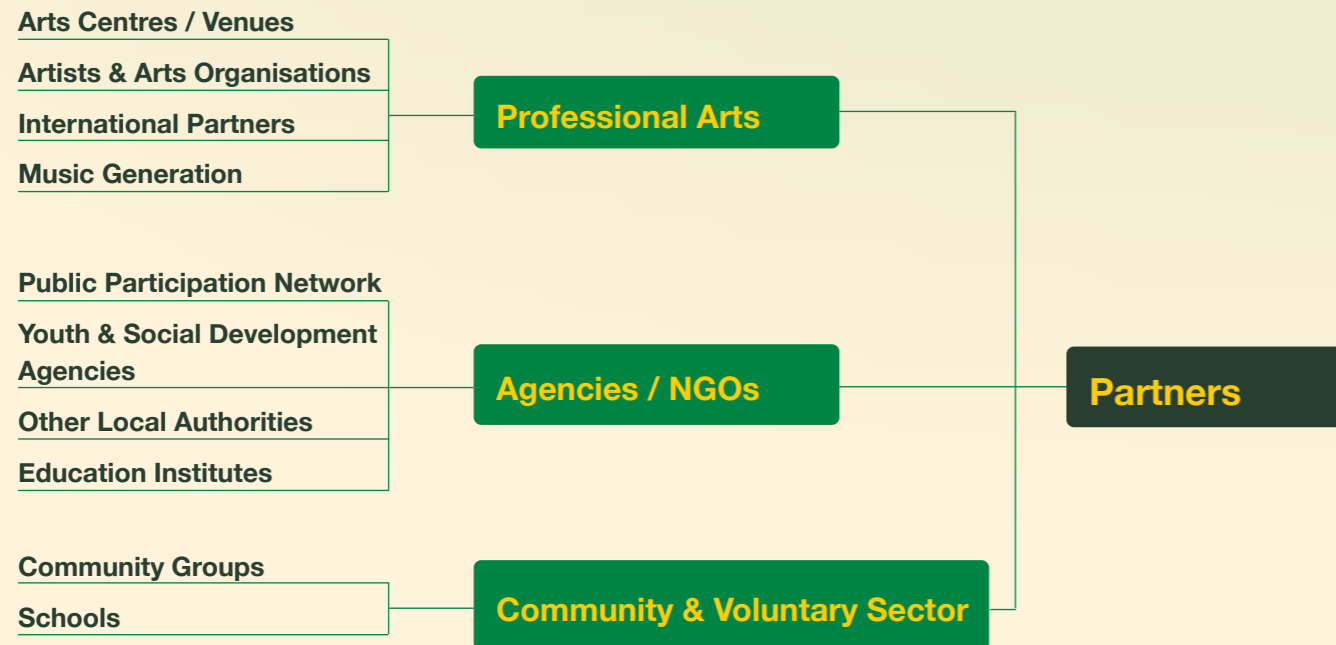 Arts Centres / Venues
Artists & Arts Organisations
International Partners
Music Generation
Professional Arts
Public Participation Network
Youth & Social Development
Agencies
Other Local Authorities
Education Institutes
Agencies / NGOs
Partners
Community Groups
Schools
Community & Voluntary Sector